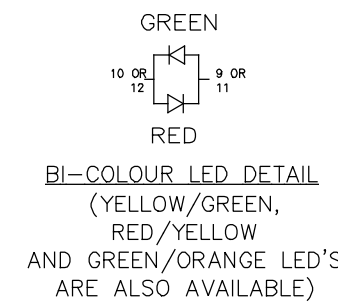 GREEN
10 OR 9 OR
12 11
RED
BI-COLOUR LED DETAIL
(YELLOW/GREEN,
RED/YELLOW
AND GREEN/ORANGE LED'S
ARE ALSO AVAILABLE)